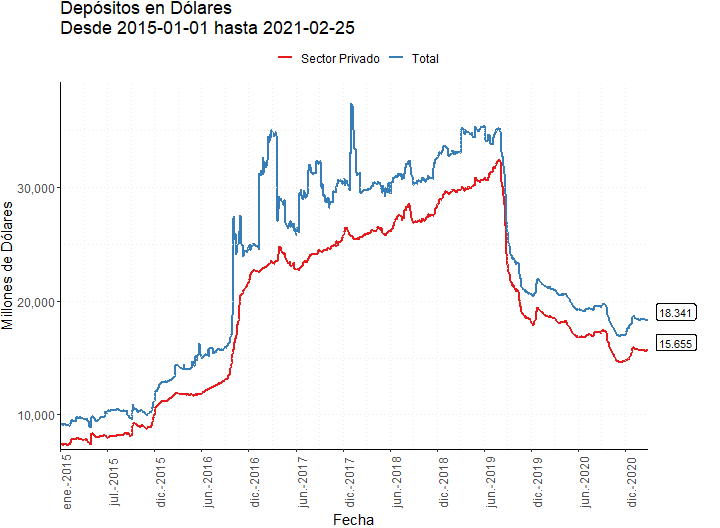 Depósitos en Dólares
Desde 2015-01-01 hasta 2021-02-25
Sector Privado
Total
Millones de Dólares
30,000
20,000
10,000
18.341
15.655
ene.-2015
jul.-2015
dic.-2015
jun.-2016
dic.-2016
jun.-2017
dic.-2017
jun.-2018
dic.-2018
jun.-2019
dic.-2019
jun.-2020
dic.-2020
Fecha